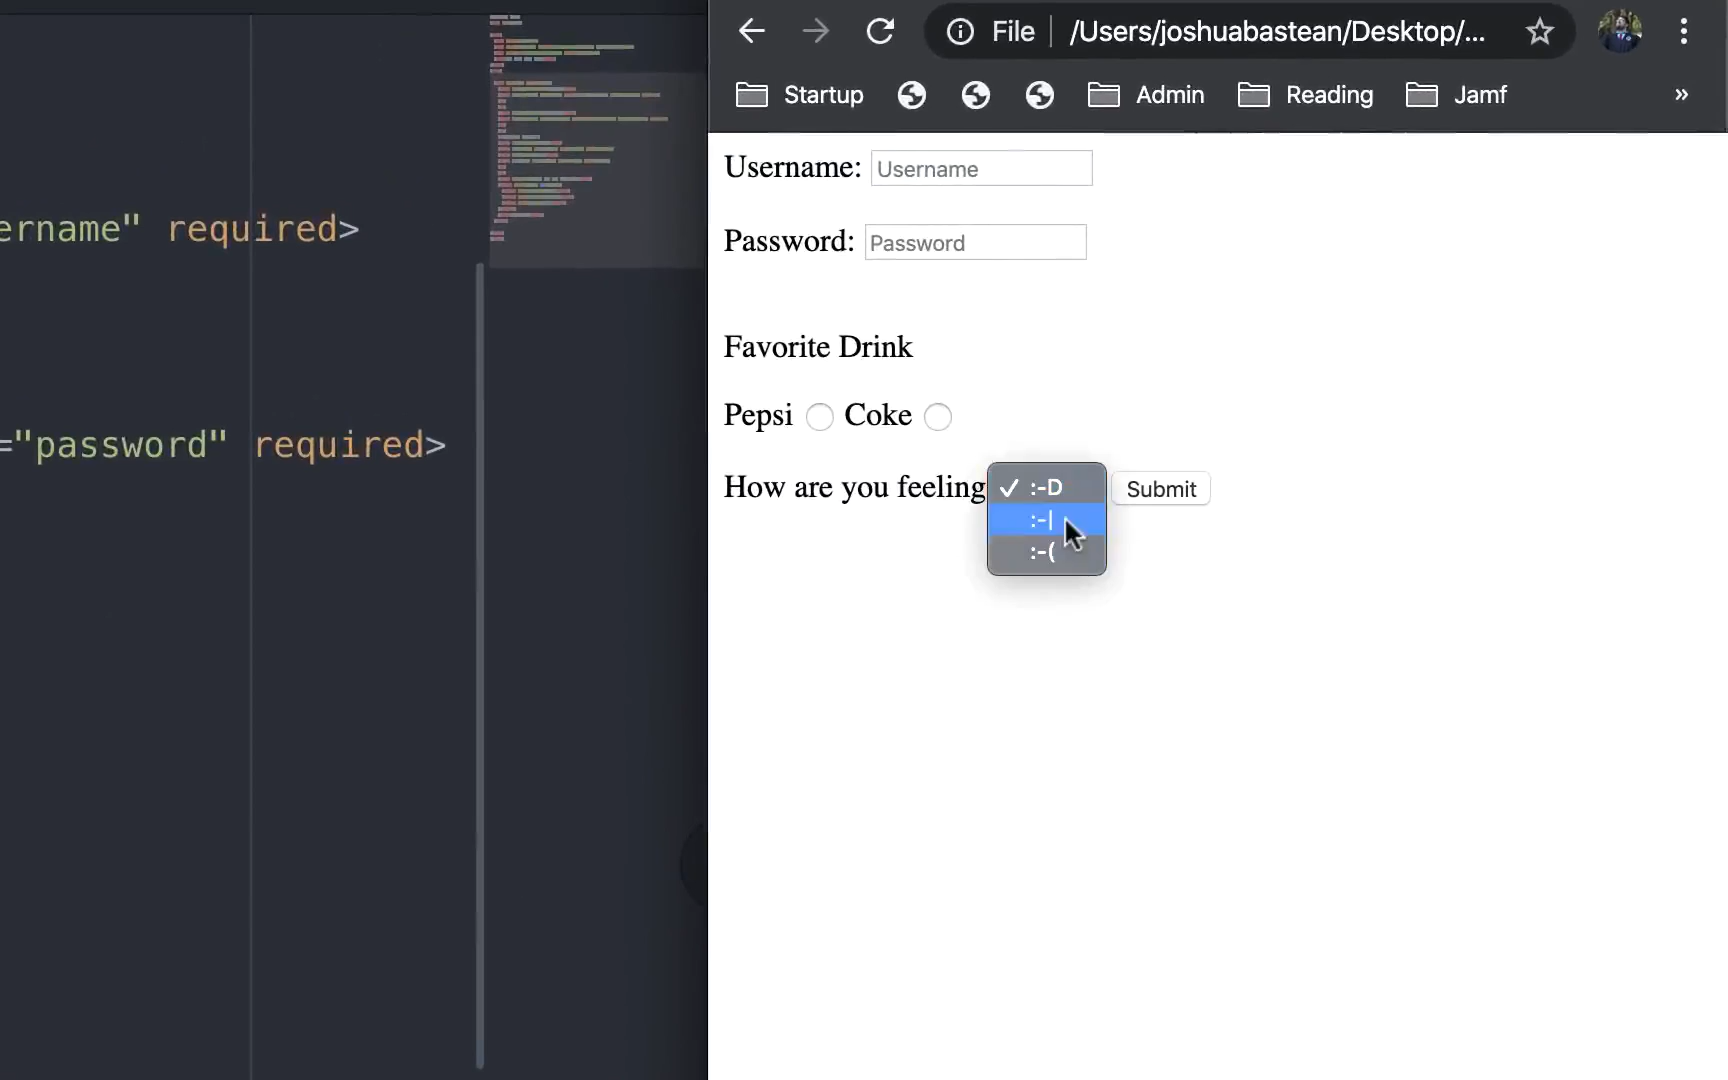 ername" required>
="password" required>
File /Users/joshuabastean/Desktop/...
Startup Admin Reading Jamf »
Username: Username
Password: Password
Favorite Drink
Pepsi Coke
How are you feeling ✓ :-D Submit
:-|
:-(